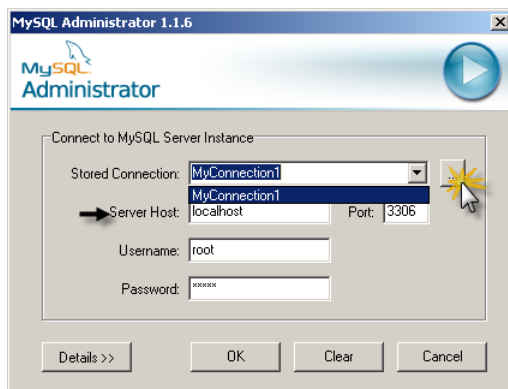 MySQL Administrator 1.1.6
MySQL
Administrator
Connect to MySQL Server Instance
Stored Connection: MyConnection1 ...
MyConnection1
Server Host: localhost Port: 3306
Username: root
Password: xxxxx
Details >> OK Clear Cancel